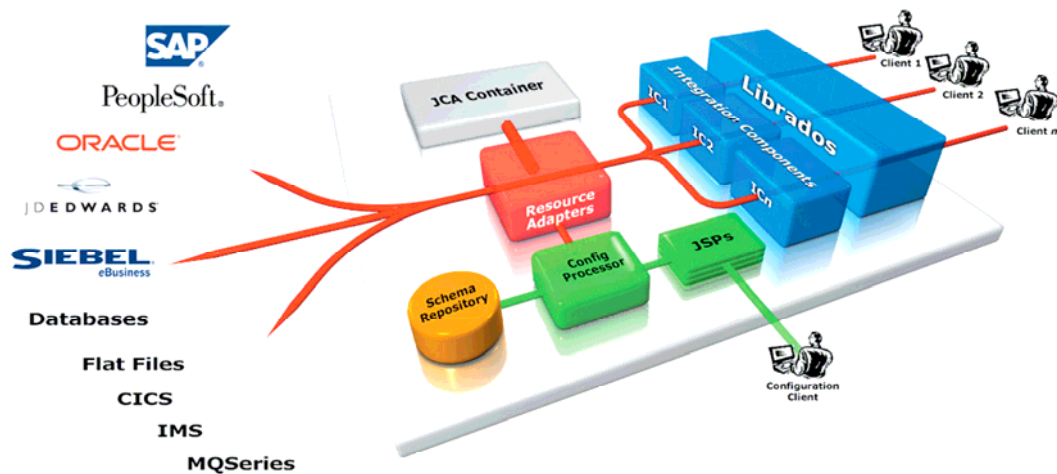 SAP
PeopleSoft.
ORACLE
JDEDWARDS
SIEBEL
eBusiness
Databases
Flat Files
CICS
IMS
MQSeries
JCA Container
Resource
Adapters
Config
Processor
Schema
Repository
JSPs
IC1
IC2
ICn
Integration Components
Librados
Client 1
Client 2
Client n
Configuration
Client